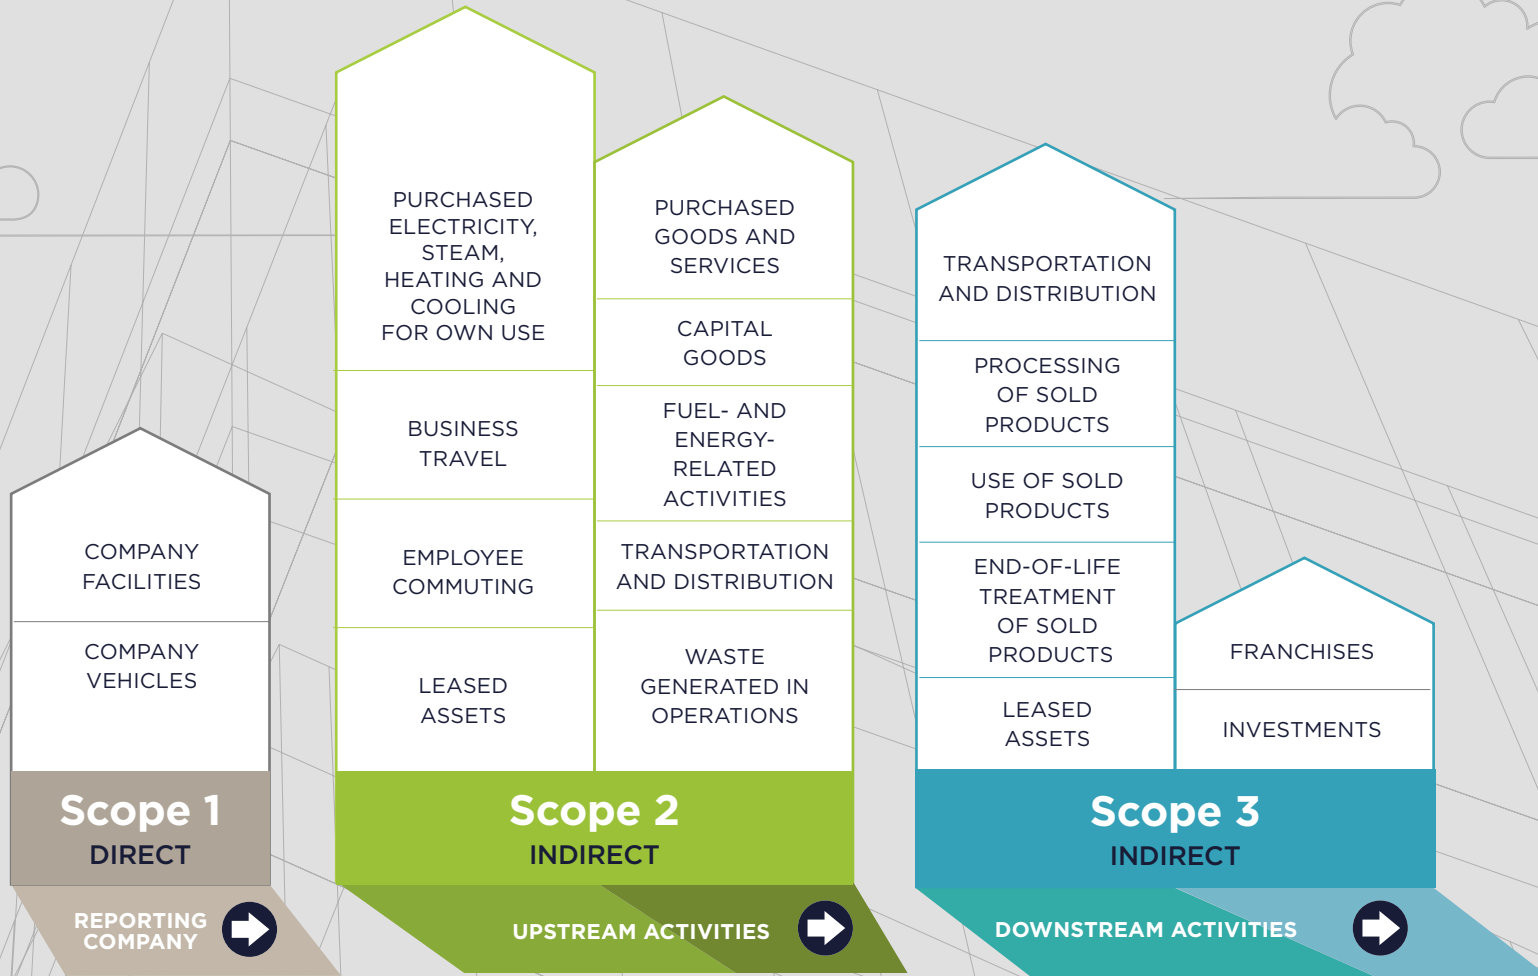 COMPANY
FACILITIES
COMPANY
VEHICLES
Scope 1
DIRECT
REPORTING
COMPANY
PURCHASED
ELECTRICITY,
STEAM,
HEATING AND
COOLING
FOR OWN USE
BUSINESS
TRAVEL
EMPLOYEE
COMMUTING
LEASED
ASSETS
PURCHASED
GOODS AND
SERVICES
CAPITAL
GOODS
FUEL- AND
ENERGY-
RELATED
ACTIVITIES
TRANSPORTATION
AND DISTRIBUTION
WASTE
GENERATED IN
OPERATIONS
Scope 2
INDIRECT
UPSTREAM ACTIVITIES
TRANSPORTATION
AND DISTRIBUTION
PROCESSING
OF SOLD
PRODUCTS
USE OF SOLD
PRODUCTS
END-OF-LIFE
TREATMENT
OF SOLD
PRODUCTS
LEASED
ASSETS
FRANCHISES
INVESTMENTS
Scope 3
INDIRECT
DOWNSTREAM ACTIVITIES